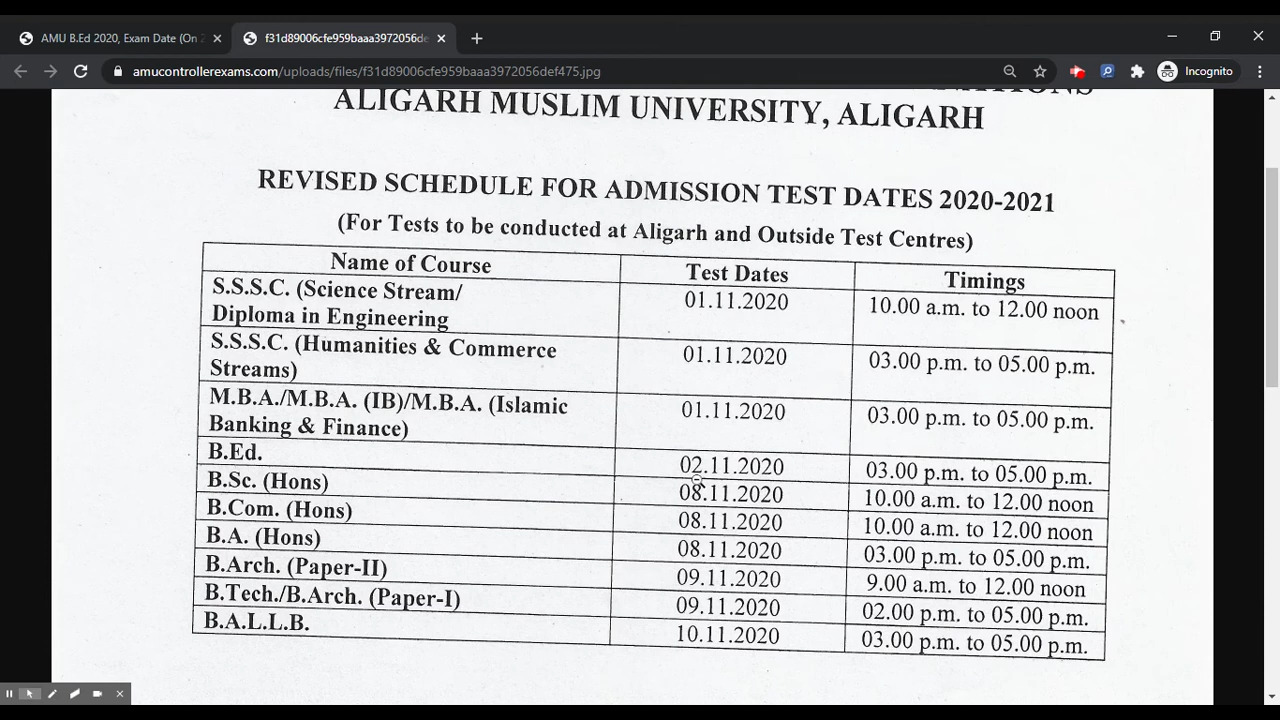 AMU B.Ed 2020, Exam Date (On 2
f31d89006cfe959baaa3972056de
amucontrollerexams.com/uploads/files/f31d89006cfe959baaa3972056def475.jpg
Incognito
ALIGARH MUSLIM UNIVERSITY, ALIGARH
REVISED SCHEDULE FOR ADMISSION TEST DATES 2020-2021
(For Tests to be conducted at Aligarh and Outside Test Centres)
Name of Course Test Dates Timings
S.S.S.C. (Science Stream/ 01.11.2020 10.00 a.m. to 12.00 noon
Diploma in Engineering
S.S.S.C. (Humanities & Commerce 01.11.2020 03.00 p.m. to 05.00 p.m.
Streams)
M.B.A./M.B.A. (IB)/M.B.A. (Islamic 01.11.2020 03.00 p.m. to 05.00 p.m.
Banking & Finance)
B.Ed. 02.11.2020 03.00 p.m. to 05.00 p.m.
B.Sc. (Hons) 08.11.2020 10.00 a.m. to 12.00 noon
B.Com. (Hons) 08.11.2020 10.00 a.m. to 12.00 noon
B.A. (Hons) 08.11.2020 03.00 p.m. to 05.00 p.m.
B.Arch. (Paper-II) 09.11.2020 9.00 a.m. to 12.00 noon
B.Tech./B.Arch. (Paper-I) 09.11.2020 02.00 p.m. to 05.00 p.m.
B.A.L.L.B. 10.11.2020 03.00 p.m. to 05.00 p.m.